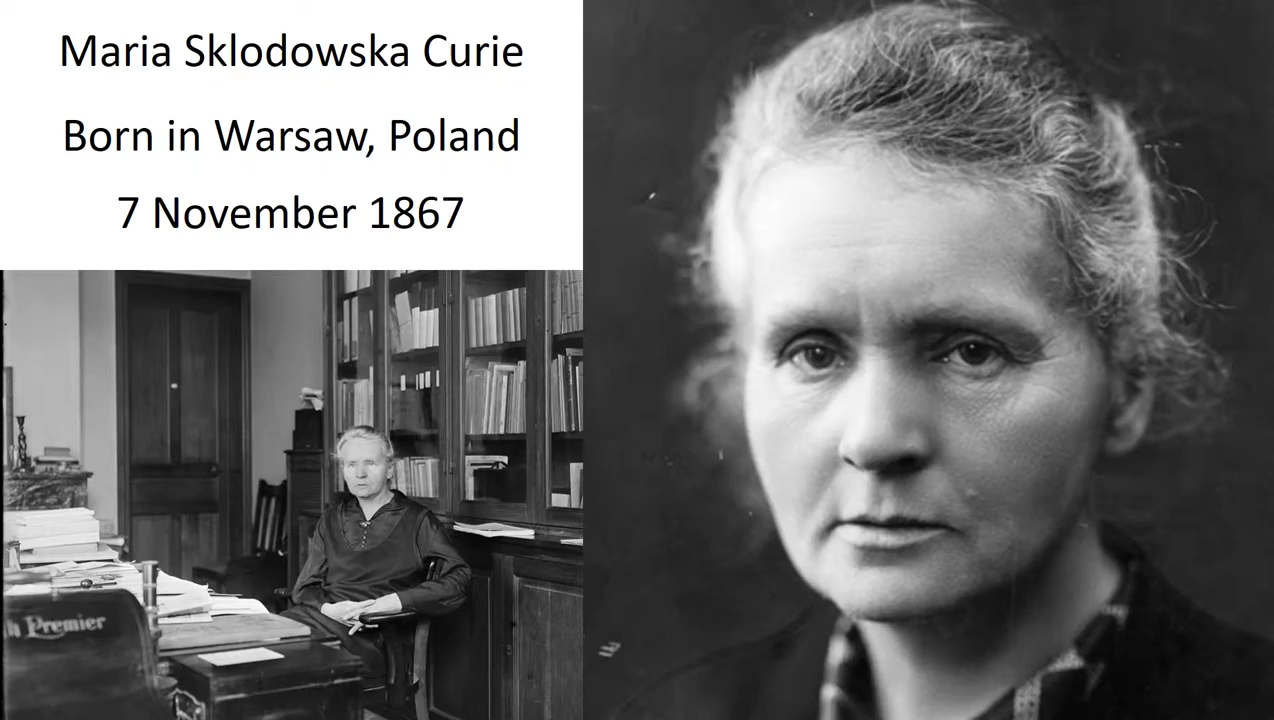 Maria Sklodowska Curie
Born in Warsaw, Poland
7 November 1867
Premier